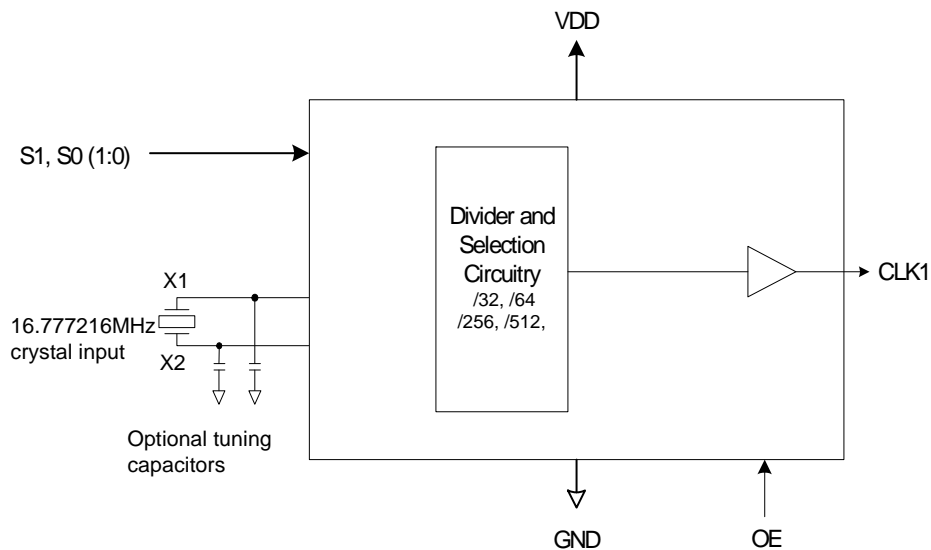 VDD
S1, S0 (1:0)
Divider and
Selection
Circuitry
/32, /64
/256, /512,
CLK1
X1
16.777216MHz
crystal input
X2
Optional tuning
capacitors
GND
OE